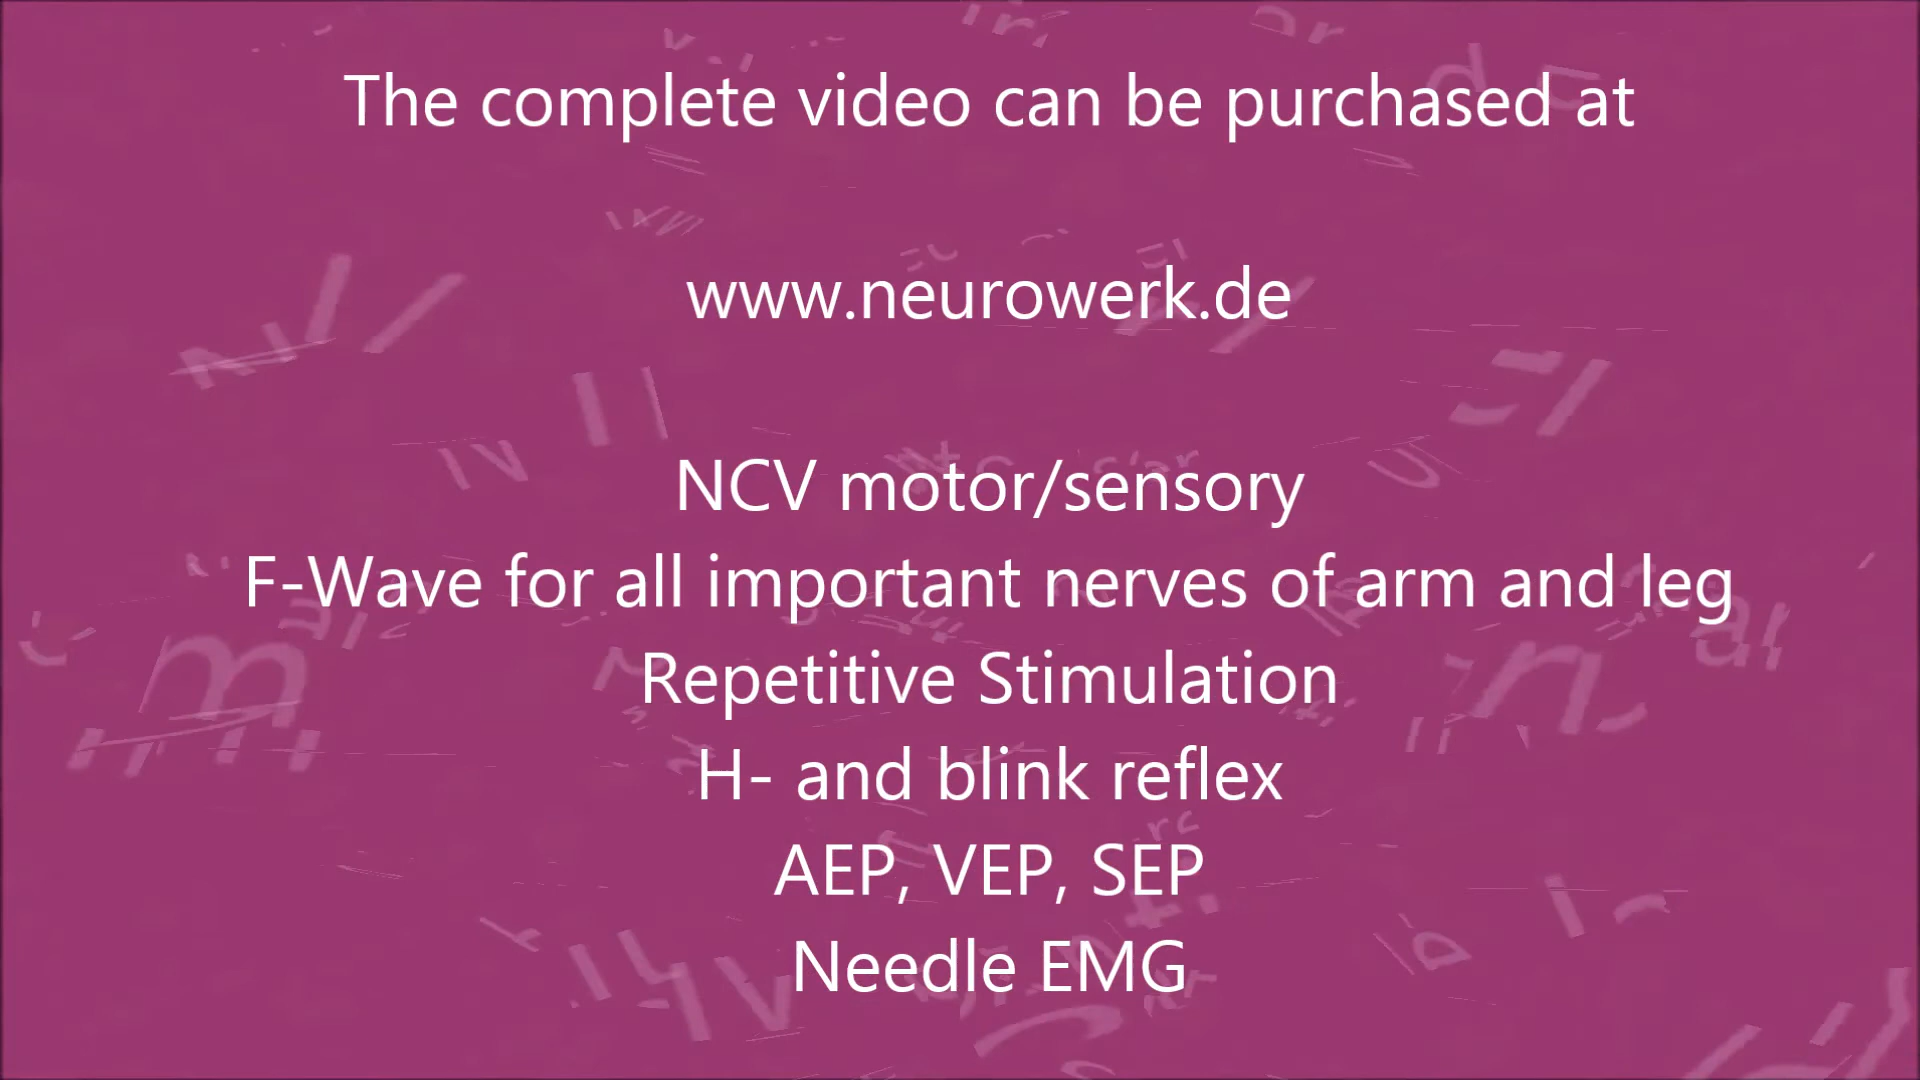 The complete video can be purchased at
www.neurowerk.de
NCV motor/sensory
F-Wave for all important nerves of arm and leg
Repetitive Stimulation
H- and blink reflex
AEP, VEP, SEP
Needle EMG